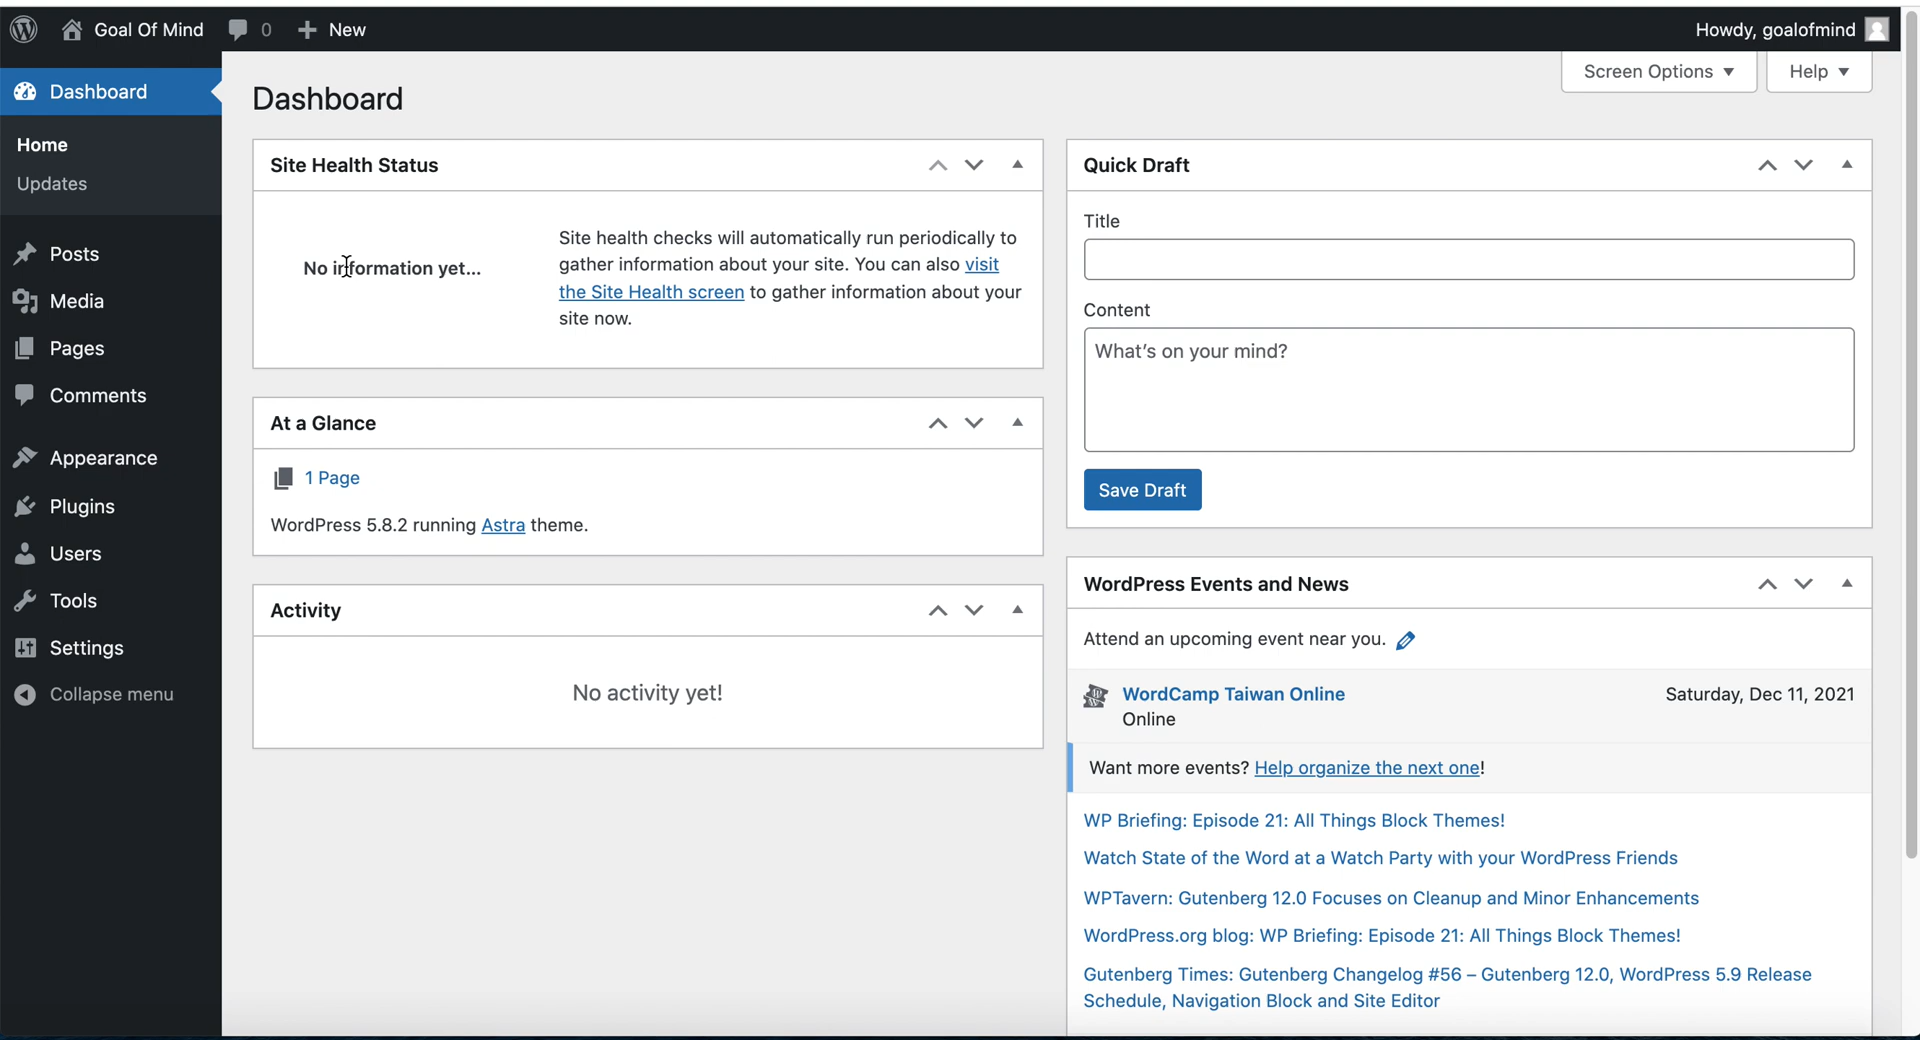 Goal Of Mind
0
New
Howdy, goalofmind
Dashboard
Home
Updates
Posts
Media
Pages
Comments
Appearance
Plugins
Users
Tools
Settings
Collapse menu
Screen Options
Help
Dashboard
Site Health Status
No information yet...
Site health checks will automatically run periodically to
gather information about your site. You can also visit
the Site Health screen to gather information about your
site now.
At a Glance
1 Page
WordPress 5.8.2 running Astra theme.
Activity
No activity yet!
Quick Draft
Title
Content
What's on your mind?
Save Draft
WordPress Events and News
Attend an upcoming event near you.
WordCamp Taiwan Online
Online
Saturday, Dec 11, 2021
Want more events? Help organize the next one!
WP Briefing: Episode 21: All Things Block Themes!
Watch State of the Word at a Watch Party with your WordPress Friends
WPTavern: Gutenberg 12.0 Focuses on Cleanup and Minor Enhancements
WordPress.org blog: WP Briefing: Episode 21: All Things Block Themes!
Gutenberg Times: Gutenberg Changelog #56 – Gutenberg 12.0, WordPress 5.9 Release
Schedule, Navigation Block and Site Editor